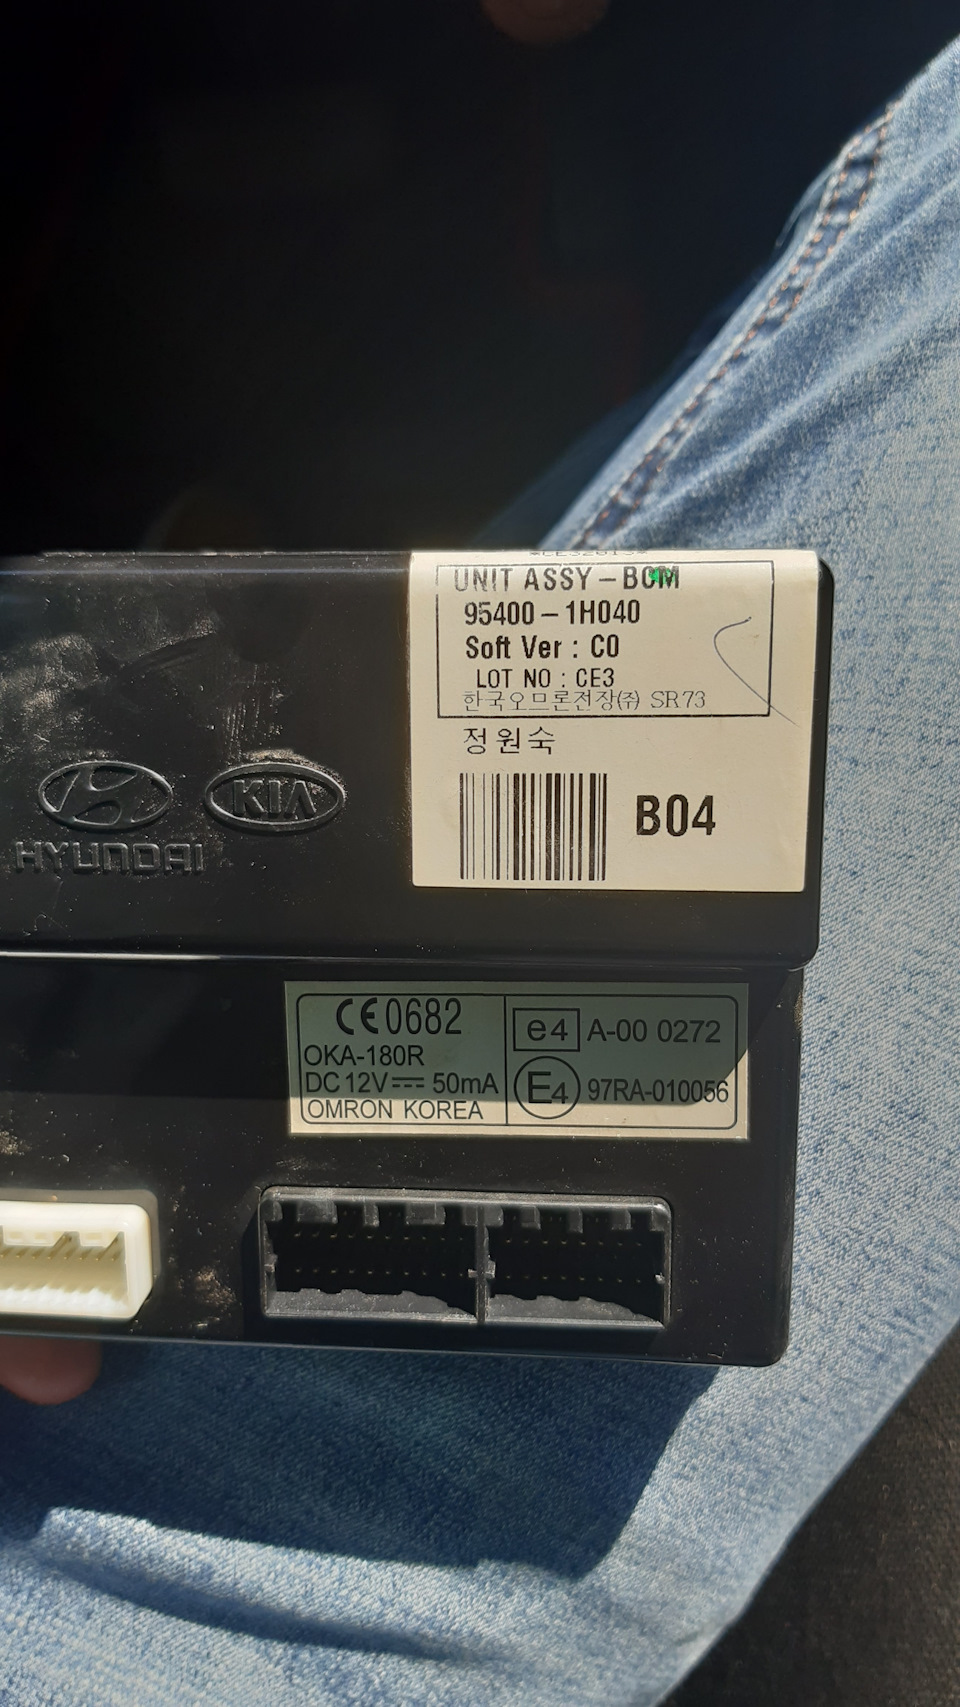 UNIT ASSY - BCM
95400 - 1H040
Soft Ver : C0
LOT NO : CE3
한국오므론전장(주) SR73
정원숙
B04
KIA
HYUNDAI
CE0682
OKA-180R
DC 12V 50mA
OMRON KOREA
e4 A-00 0272
E4 97RA-010056